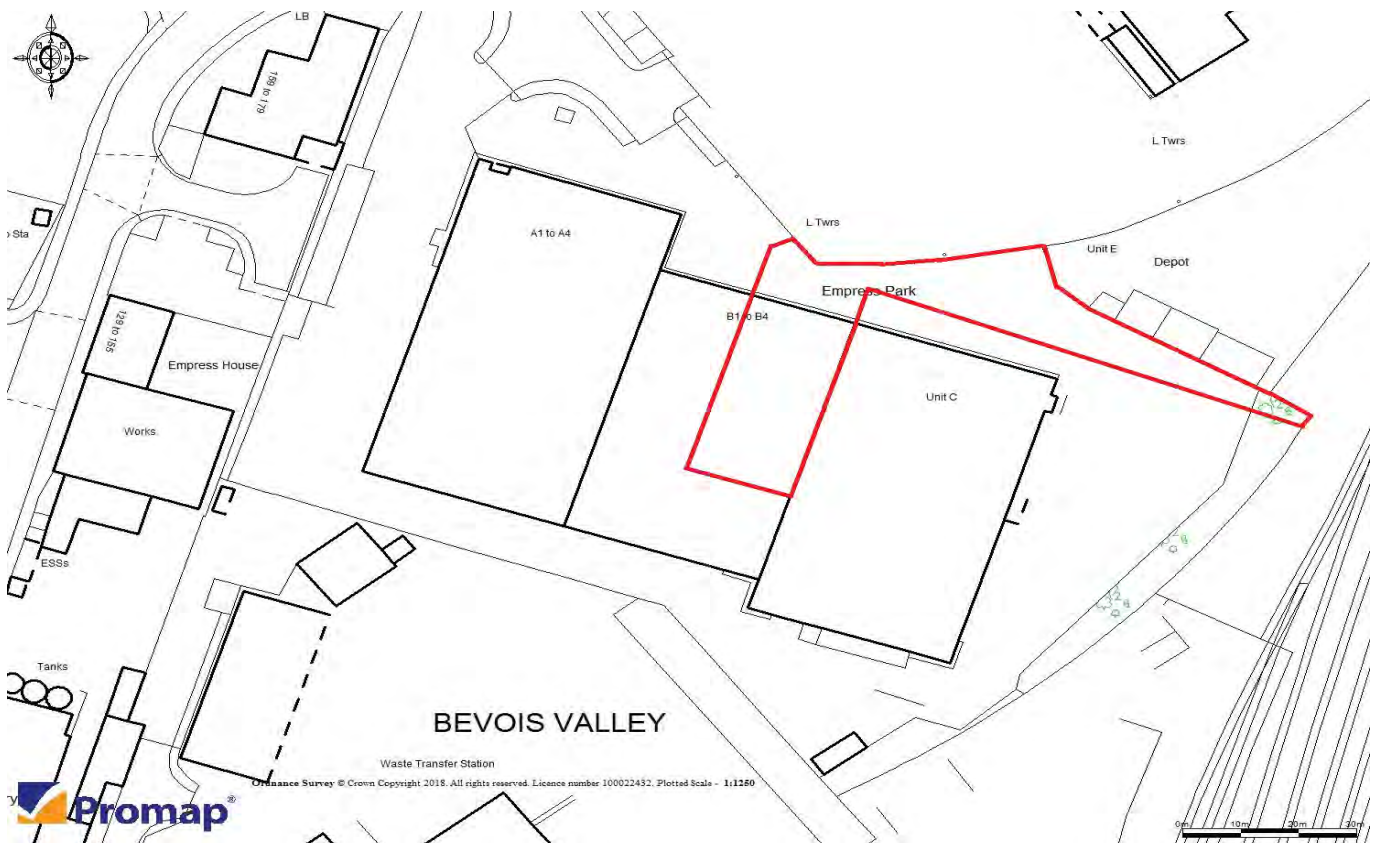 LB
159 to 179
L Twrs
L Twrs
A1 to A4
Unit E
Depot
Sta
Empress Park
B1 to B4
129 to 155
Empress House
Unit C
Works
ESSs
Tanks
BEVOIS VALLEY
Waste Transfer Station
Ordnance Survey © Crown Copyright 2018. All rights reserved. Licence number 100022432. Plotted Scale - 1:1250
Promap®
0m 10m 20m 30m